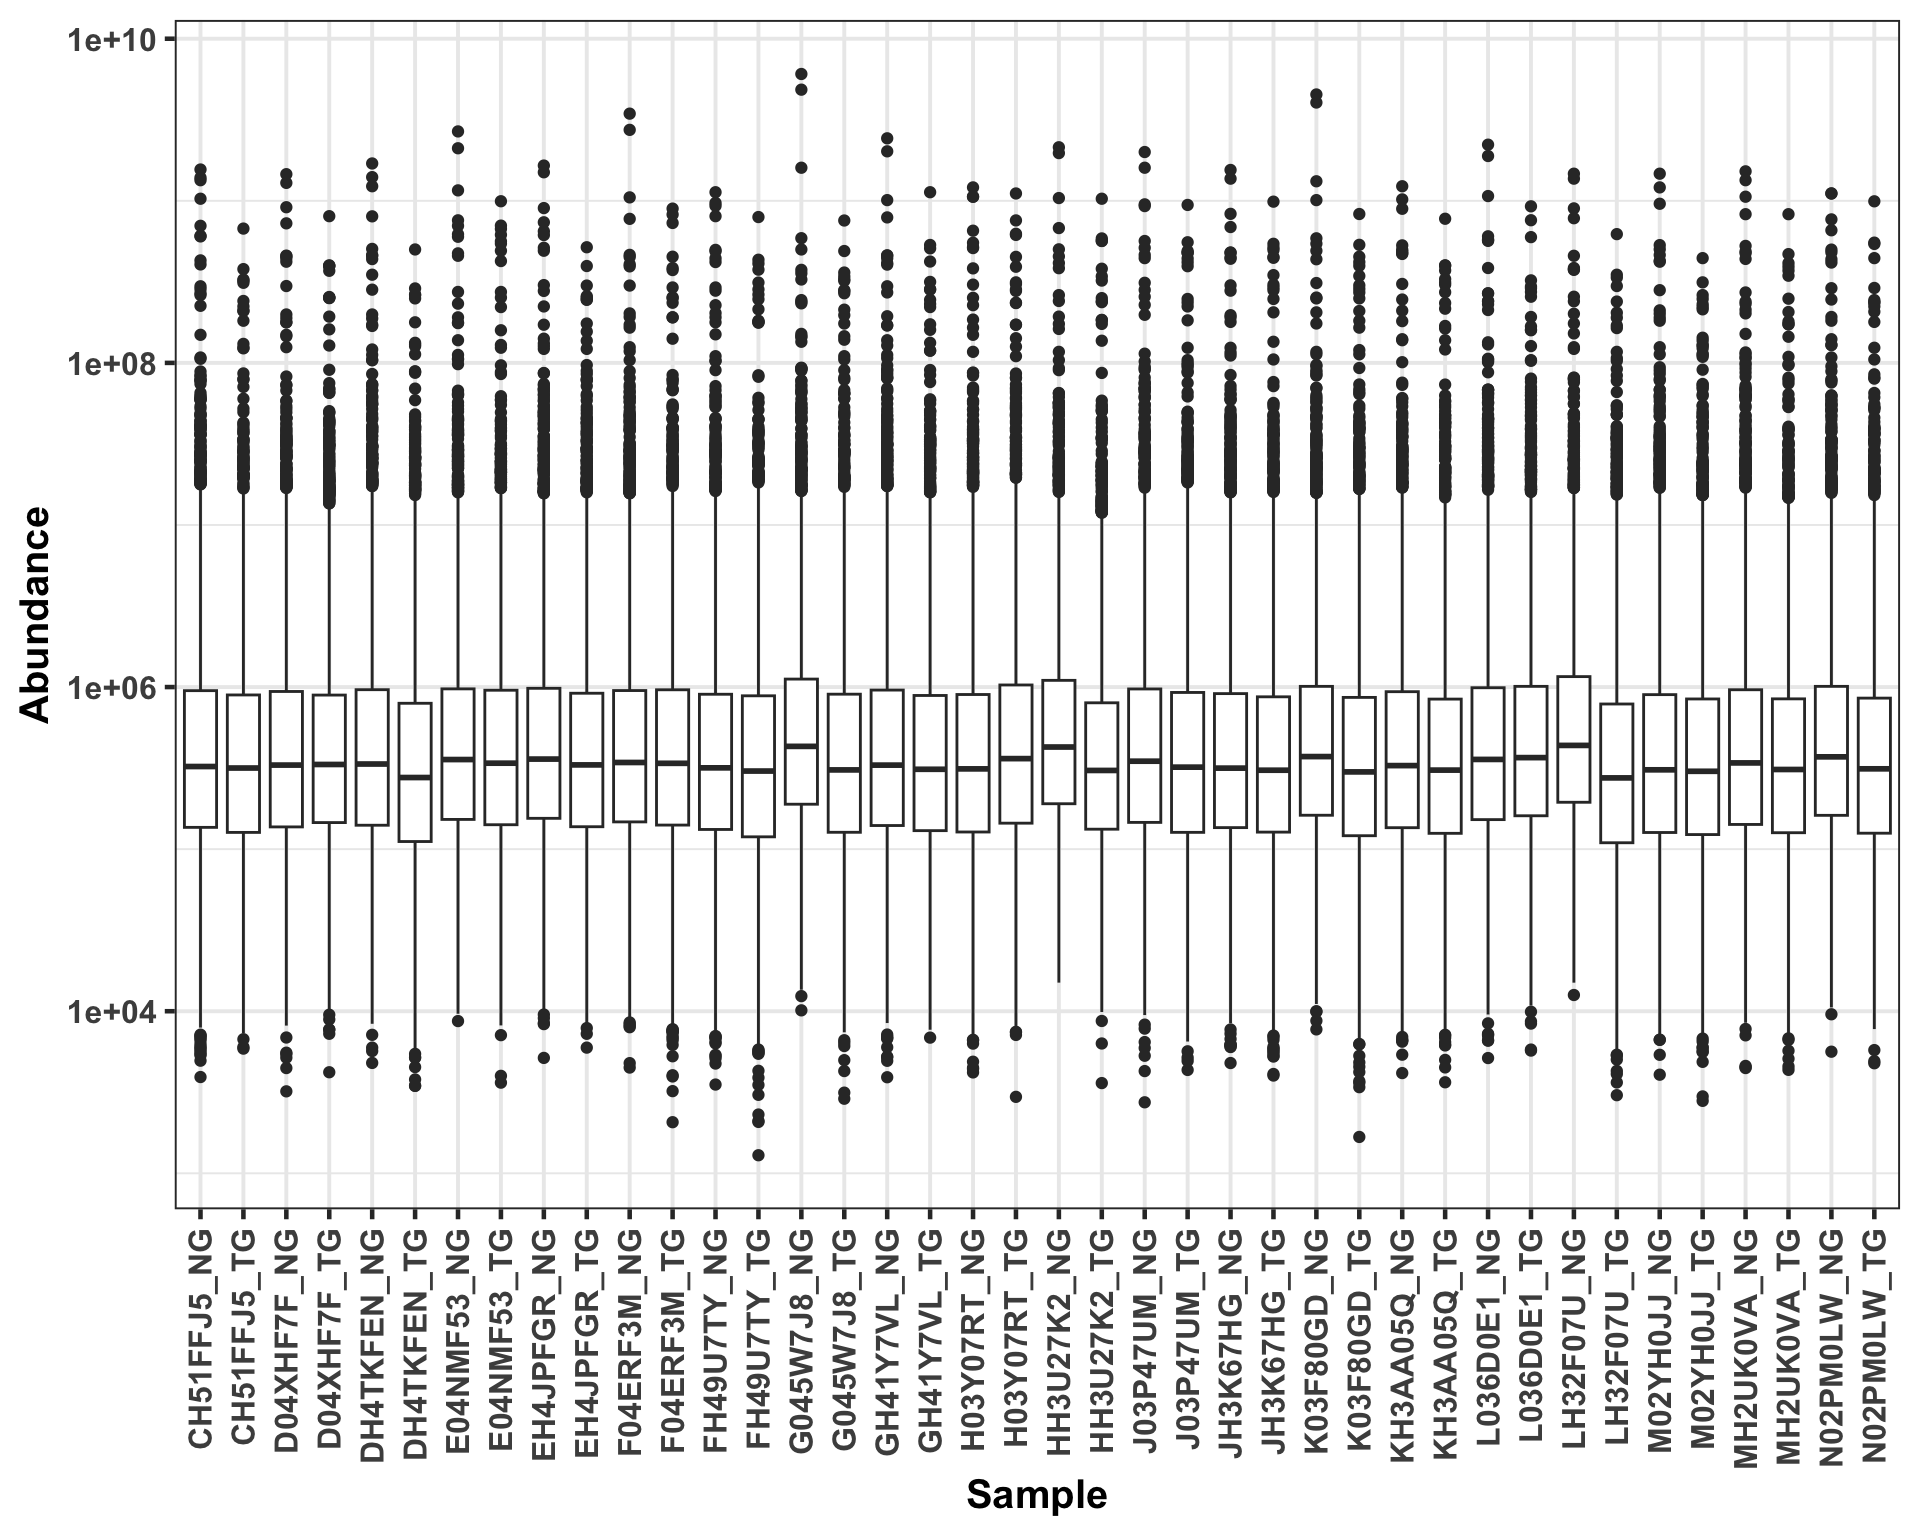 1e+10
1e+08
1e+06
1e+04
Abundance
CH51FFJ5_NG
CH51FFJ5_TG
D04XHF7F_NG
D04XHF7F_TG
DH4TKFEN_NG
DH4TKFEN_TG
E04NMF53_NG
E04NMF53_TG
EH4JPFGR_NG
EH4JPFGR_TG
F04ERF3M_NG
F04ERF3M_TG
FH49U7TY_NG
FH49U7TY_TG
G045W7J8_NG
G045W7J8_TG
GH41Y7VL_NG
GH41Y7VL_TG
H03Y07RT_NG
H03Y07RT_TG
HH3U27K2_NG
HH3U27K2_TG
J03P47UM_NG
J03P47UM_TG
JH3K67HG_NG
JH3K67HG_TG
K03F80GD_NG
K03F80GD_TG
KH3AA05Q_NG
KH3AA05Q_TG
L036D0E1_NG
L036D0E1_TG
LH32F07U_NG
LH32F07U_TG
M02YH0JJ_NG
M02YH0JJ_TG
MH2UK0VA_NG
MH2UK0VA_TG
N02PM0LW_NG
N02PM0LW_TG
Sample